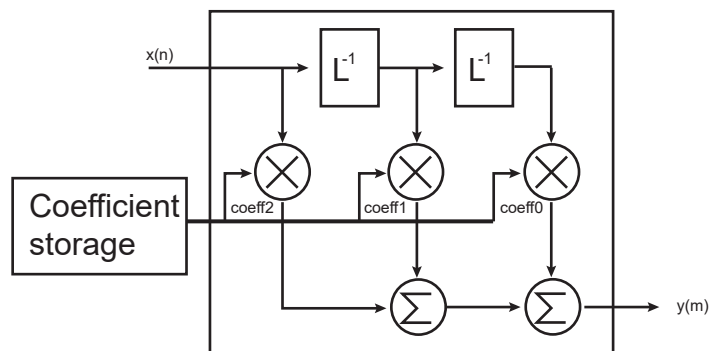 x(n)
L-1
L-1
Coefficient
storage
coeff2
coeff1
coeff0
Σ
Σ
y(m)